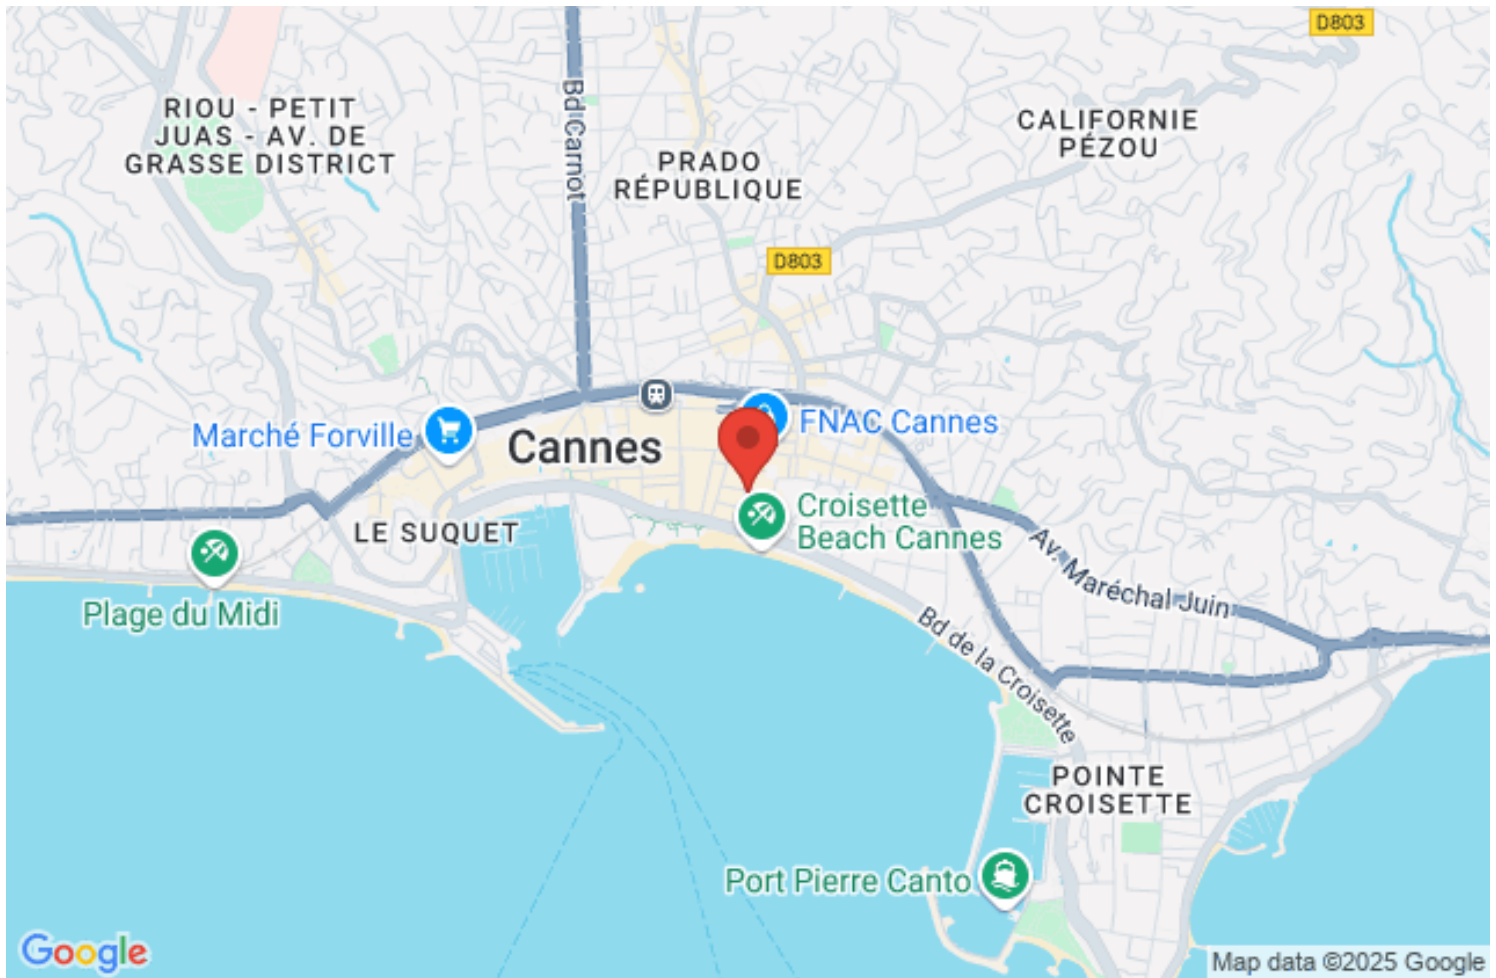 D803
RIOU - PETIT
JUAS - AV. DE
GRASSE DISTRICT
Bd Carnot
CALIFORNIE
PÉZOU
PRADO
RÉPUBLIQUE
D803
Marché Forville
Cannes
FNAC Cannes
Croisette
Beach Cannes
LE SUQUET
Av. Maréchal Juin
Plage du Midi
Bd de la Croisette
POINTE
CROISETTE
Port Pierre Canto
Google
Map data ©2025 Google